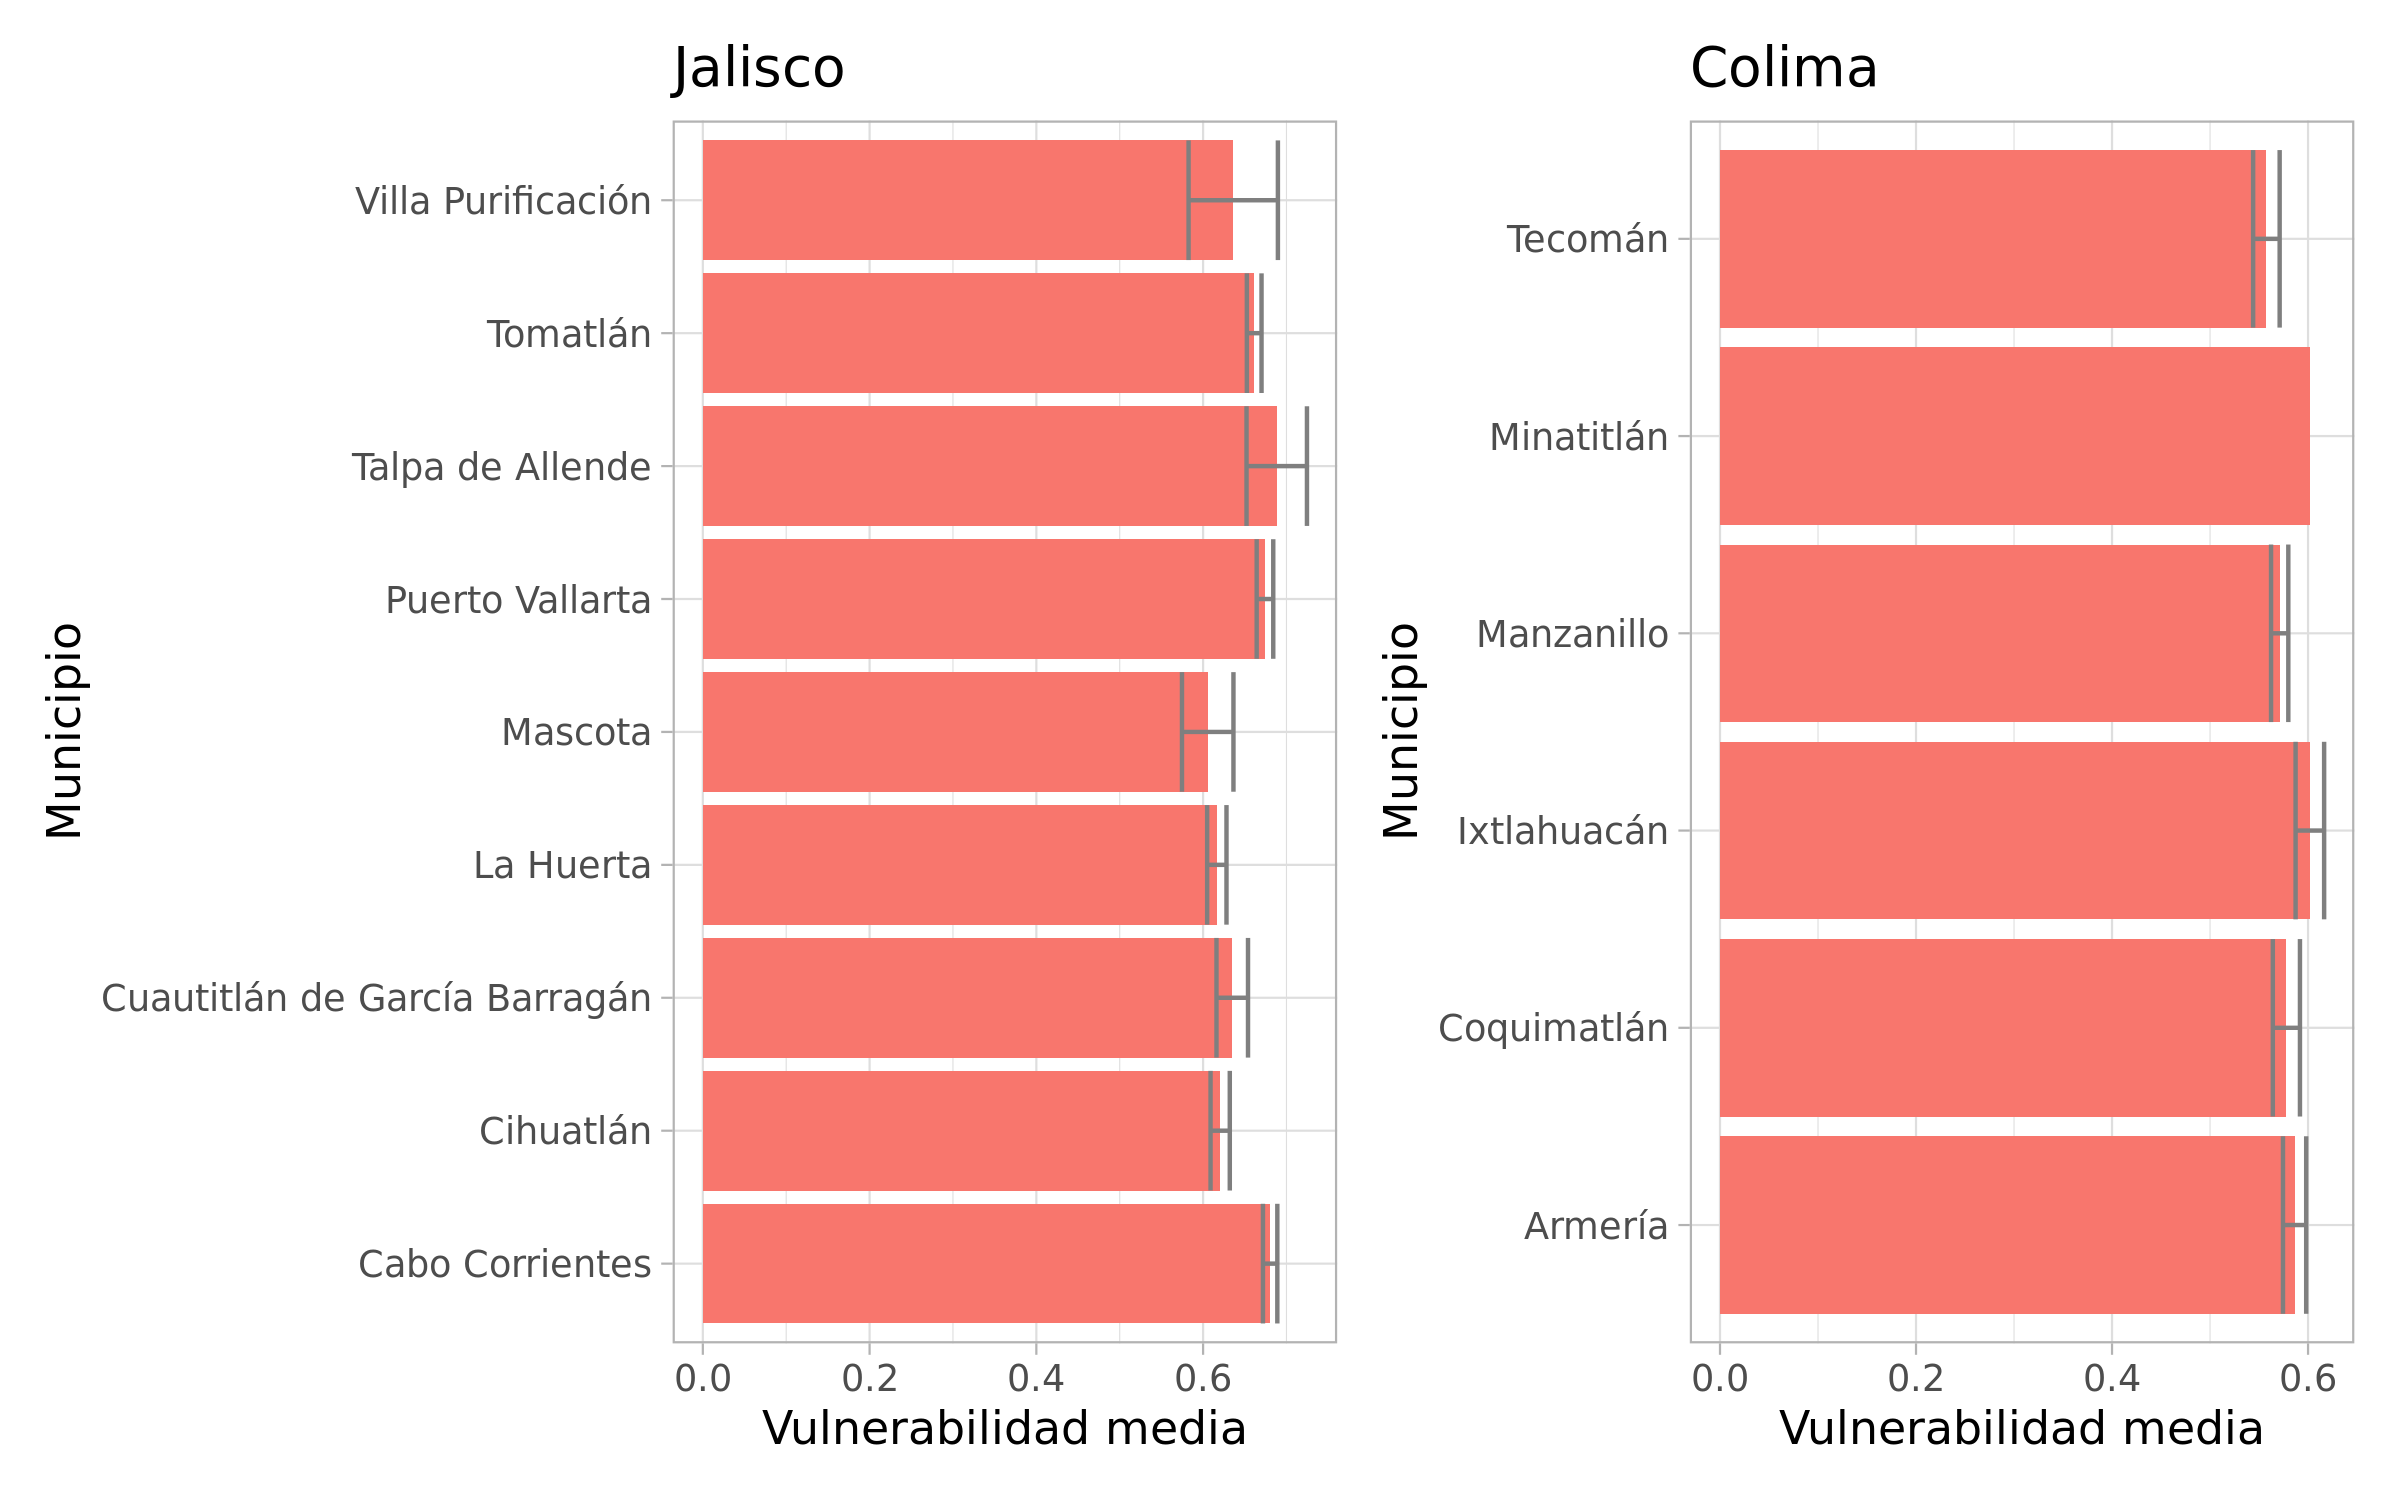 Jalisco
Municipio
Villa Purificación
Tomatlán
Talpa de Allende
Puerto Vallarta
Mascota
La Huerta
Cuautitlán de García Barragán
Cihuatlán
Cabo Corrientes
0.0 0.2 0.4 0.6
Vulnerabilidad media
Colima
Municipio
Tecomán
Minatitlán
Manzanillo
Ixtlahuacán
Coquimatlán
Armería
0.0 0.2 0.4 0.6
Vulnerabilidad media